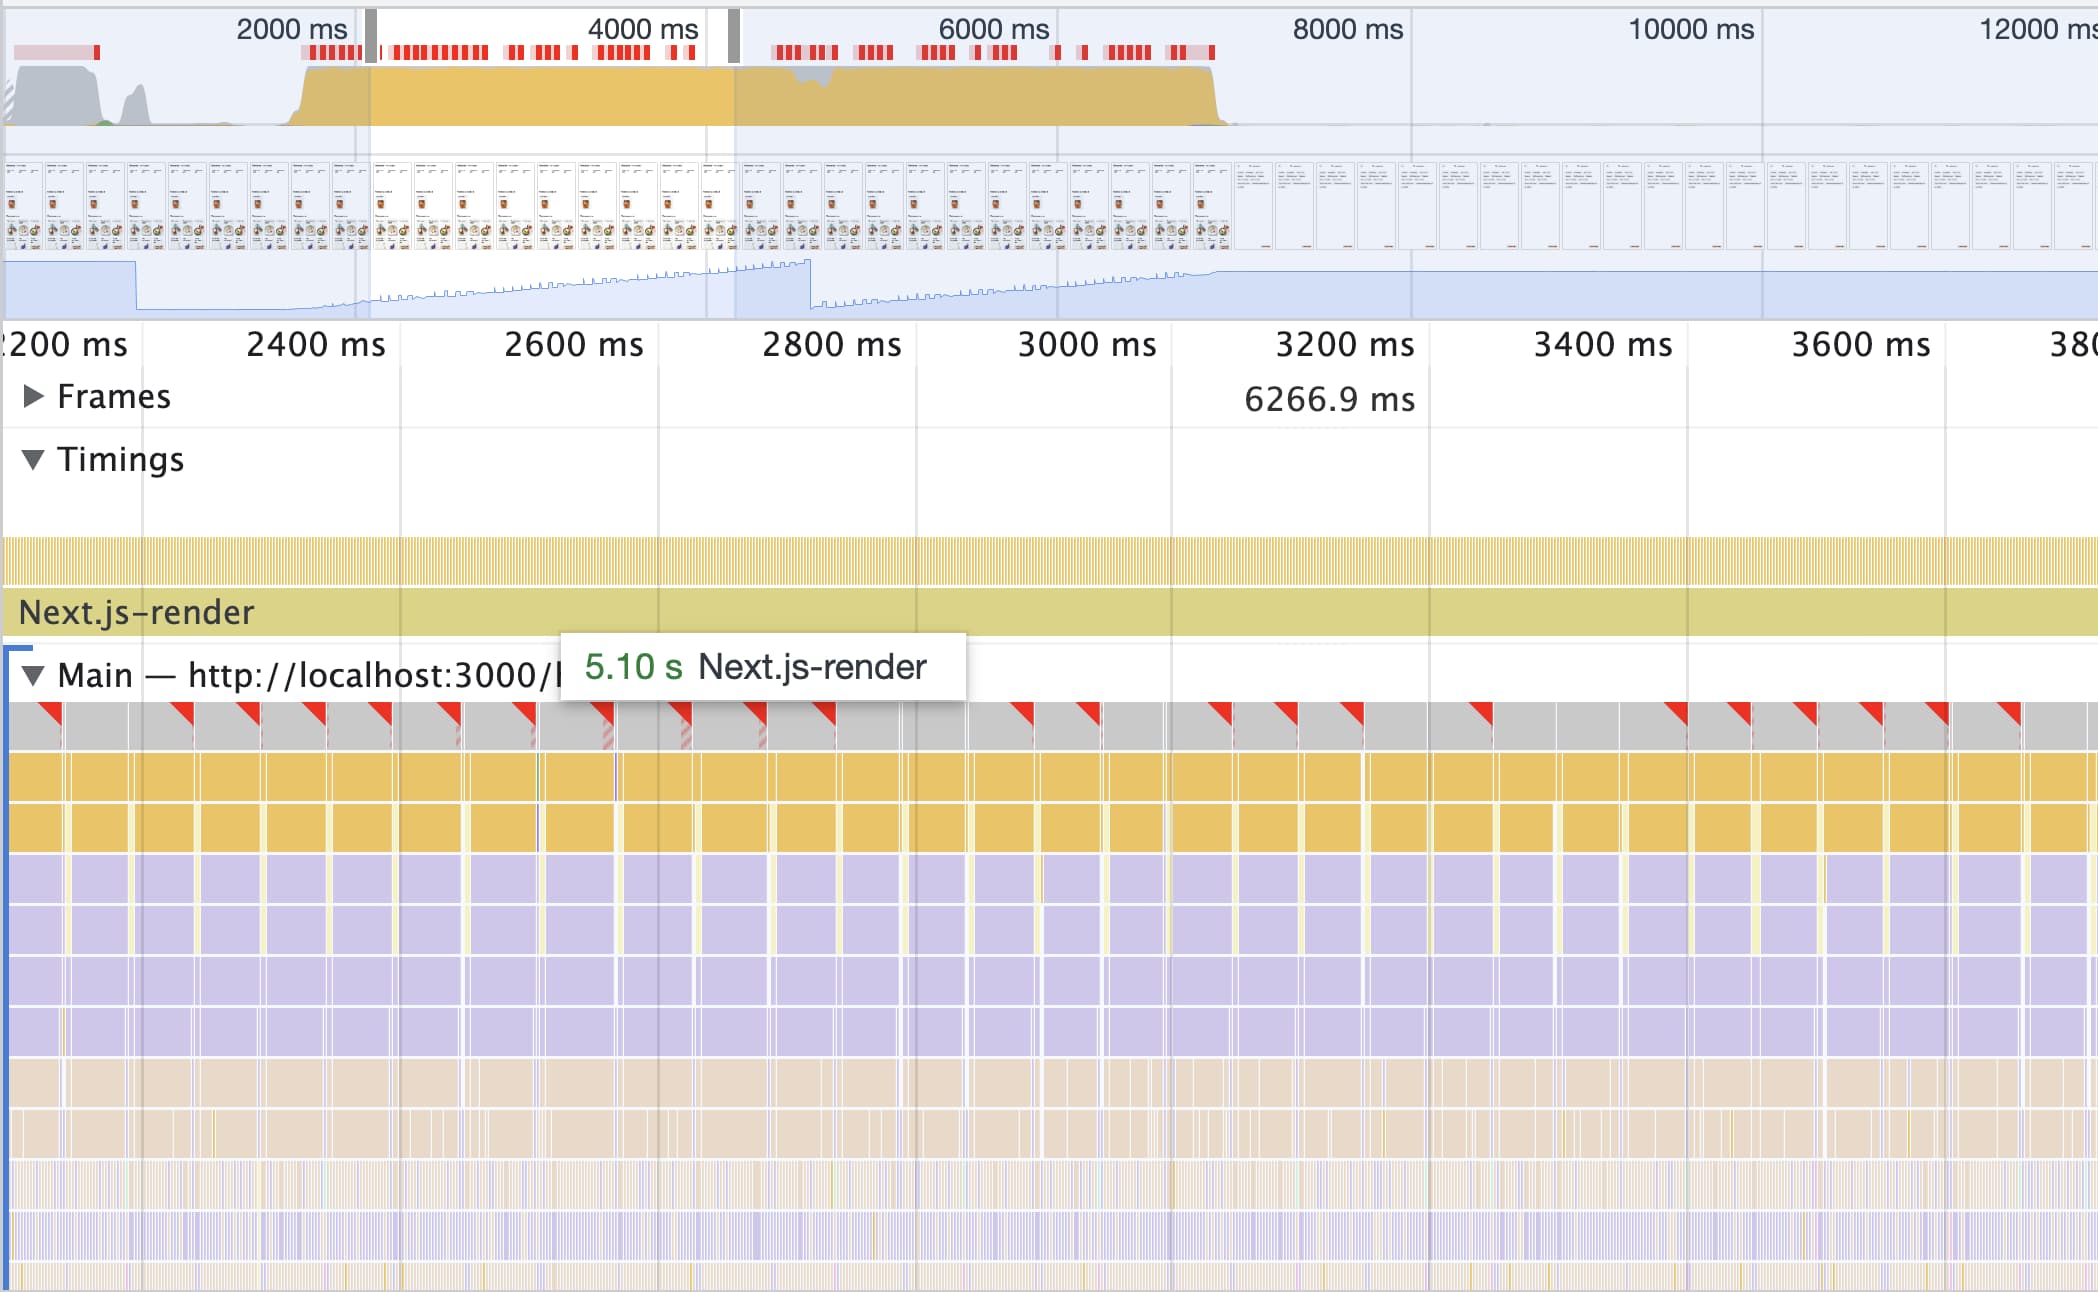 2000 ms 4000 ms 6000 ms 8000 ms 10000 ms 12000 ms
200 ms 2400 ms 2600 ms 2800 ms 3000 ms 3200 ms 3400 ms 3600 ms 380
Frames 6266.9 ms
Timings
Next.js-render
5.10 s Next.js-render
Main — http://localhost:3000/